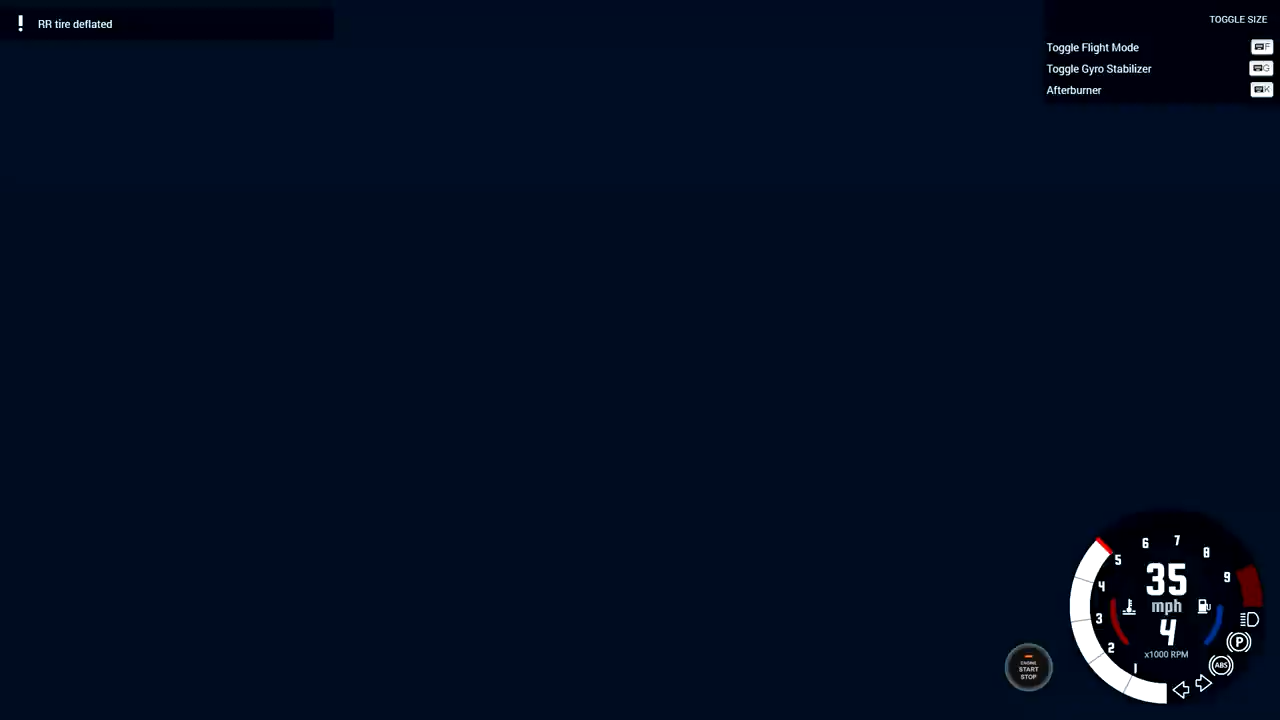 RR tire deflated
TOGGLE SIZE
Toggle Flight Mode F
Toggle Gyro Stabilizer G
Afterburner K
1
2
3
4
5
6
7
8
9
35
mph
4
x1000 RPM
P
ABS
ENGINE
START
STOP